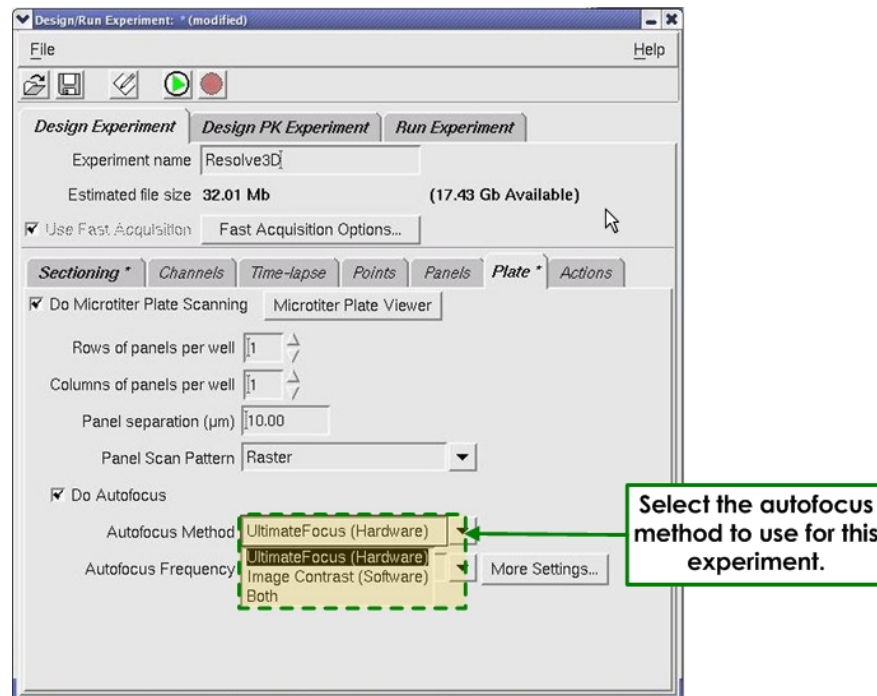 Design/Run Experiment: * (modified)
File Help
Design Experiment Design PK Experiment Run Experiment
Experiment name Resolve3D
Estimated file size 32.01 Mb (17.43 Gb Available)
Use Fast Acquisition Fast Acquisition Options...
Sectioning * Channels Time-lapse Points Panels Plate * Actions
Do Microtiter Plate Scanning Microtiter Plate Viewer
Rows of panels per well 1
Columns of panels per well 1
Panel separation (µm) 10.00
Panel Scan Pattern Raster
Do Autofocus
Autofocus Method UltimateFocus (Hardware)
UltimateFocus (Hardware)
Autofocus Frequency Image Contrast (Software) More Settings...
Both
Select the autofocus
method to use for this
experiment.